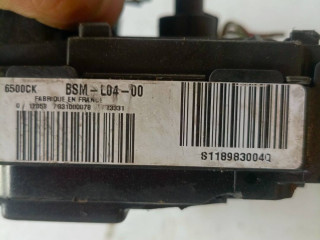 6500CK BSM-L04-00
FABRIQUE EN FRANCE
S118983004Q